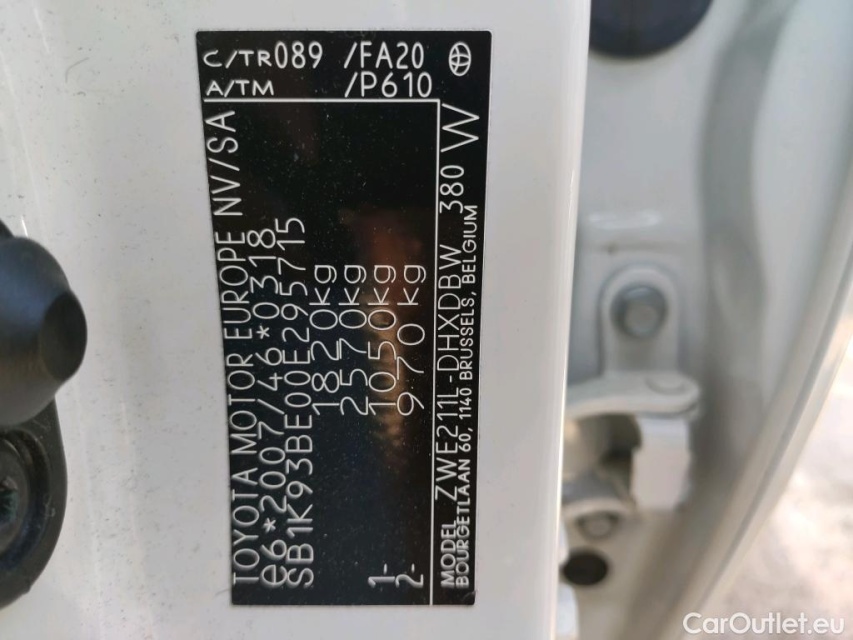 C/TR089 /FA20
A/TM /P610
TOYOTA MOTOR EUROPE NV/SA
e6*2007/46*0318
SB1K93BE00E295715
1820kg
2570kg
1- 1050kg
2- 970kg
MODEL ZWE211L-DHXDBW 380 W
BOURGETLAAN 60, 1140 BRUSSELS, BELGIUM
CarOutlet.eu